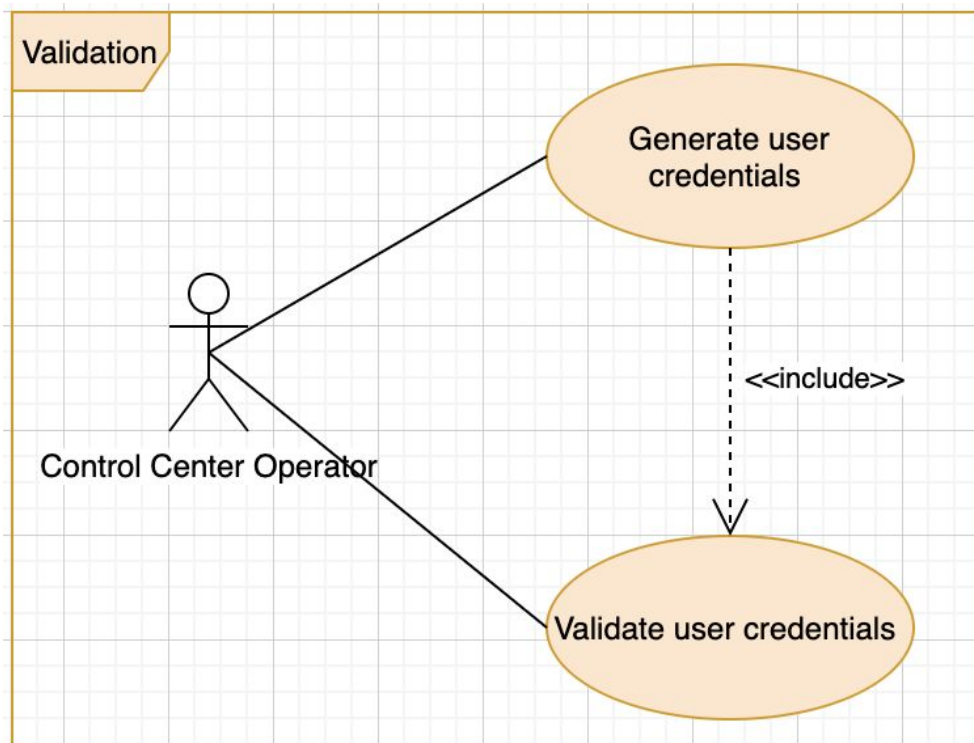 Validation
Generate user
credentials
<<include>>
Control Center Operator
Validate user credentials